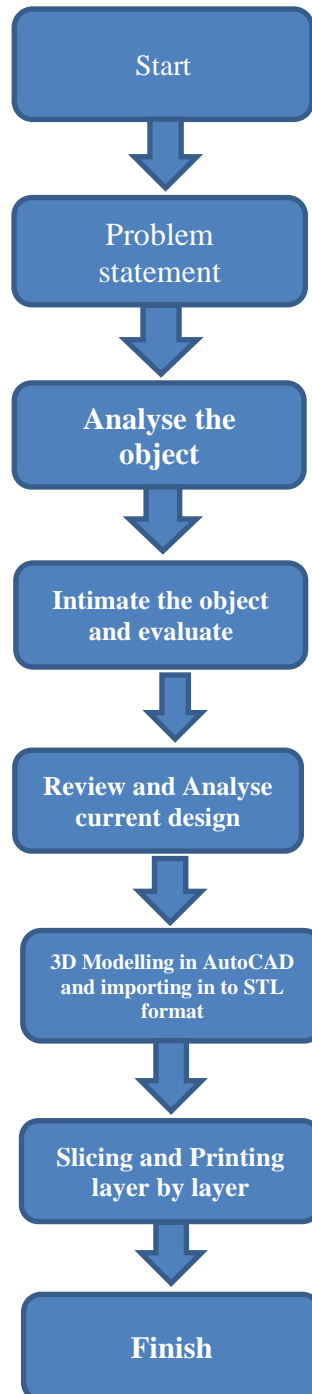 Start
Problem
statement
Analyse the
object
Intimate the object
and evaluate
Review and Analyse
current design
3D Modelling in AutoCAD
and importing in to STL
format
Slicing and Printing
layer by layer
Finish